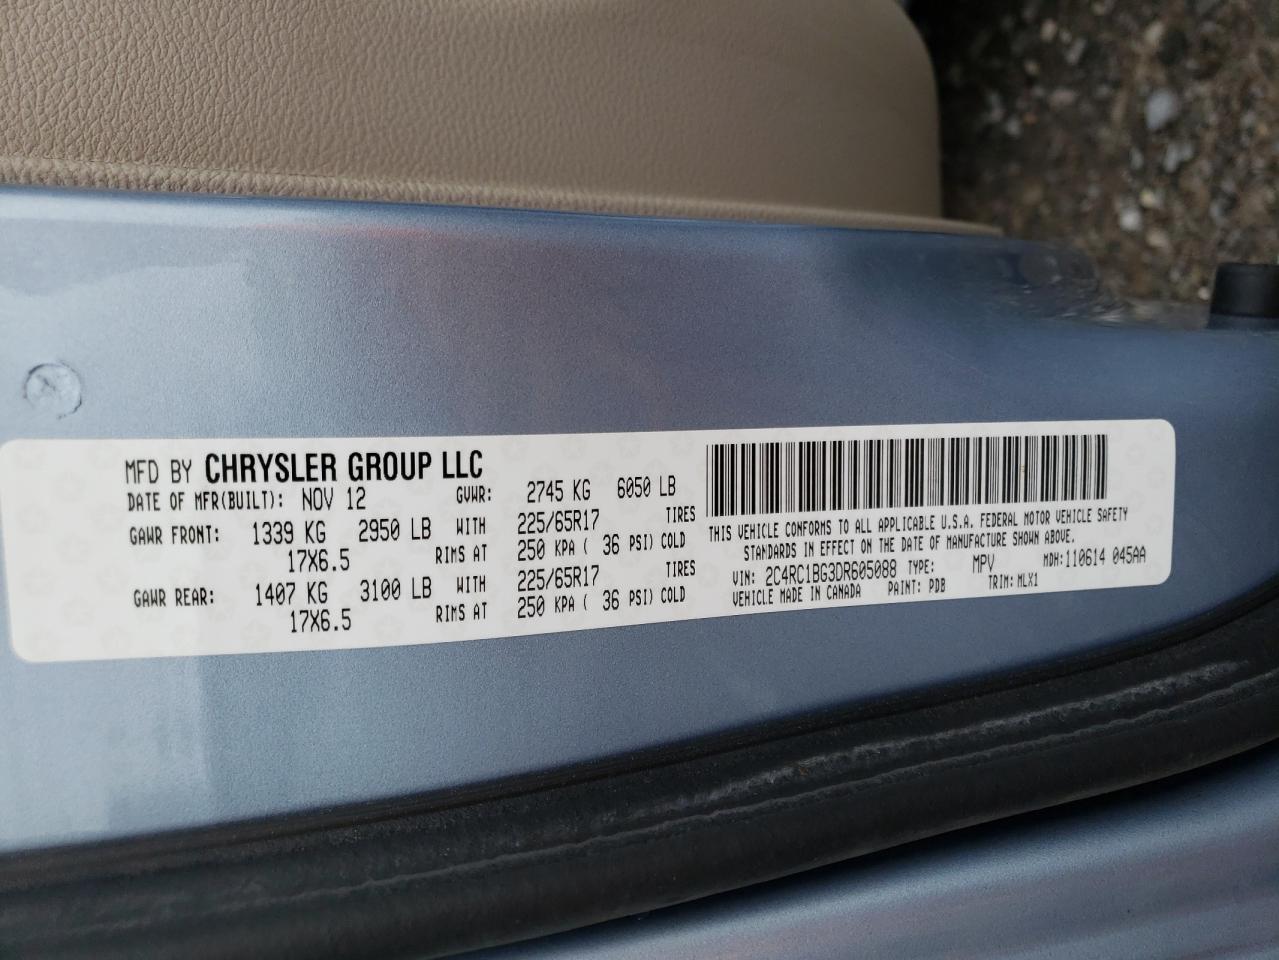 MFD BY CHRYSLER GROUP LLC
DATE OF MFR(BUILT): NOV 12 GVWR: 2745 KG 6050 LB
GAWR FRONT: 1339 KG 2950 LB WITH 225/65R17 TIRES
17X6.5 RIMS AT 250 KPA ( 36 PSI) COLD
GAWR REAR: 1407 KG 3100 LB WITH 225/65R17 TIRES
17X6.5 RIMS AT 250 KPA ( 36 PSI) COLD
THIS VEHICLE CONFORMS TO ALL APPLICABLE U.S.A. FEDERAL MOTOR VEHICLE SAFETY
STANDARDS IN EFFECT ON THE DATE OF MANUFACTURE SHOWN ABOVE.
VIN: 2C4RC1BG3DR605088 TYPE: MPV MDH:110614 045AA
VEHICLE MADE IN CANADA PAINT: PDB TRIM:MLX1